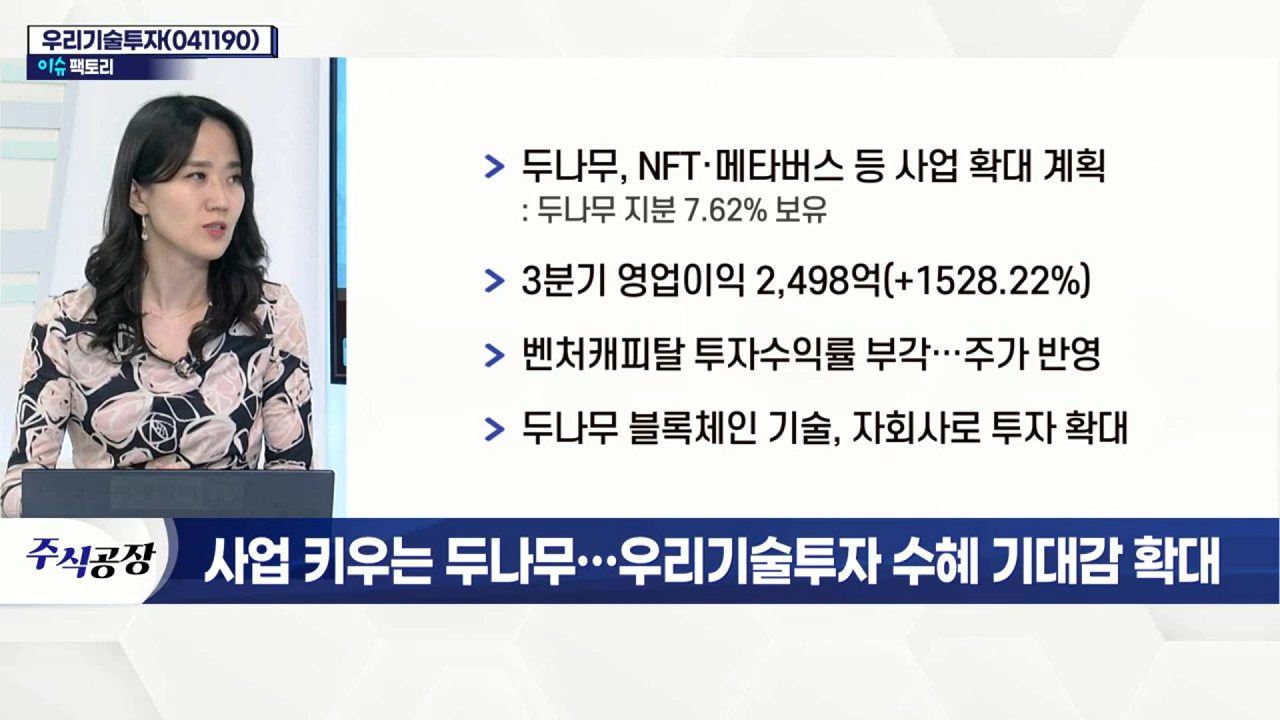 우리기술투자(041190)
이슈 팩토리
> 두나무, NFT·메타버스 등 사업 확대 계획
: 두나무 지분 7.62% 보유
> 3분기 영업이익 2,498억(+1528.22%)
> 벤처캐피탈 투자수익률 부각…주가 반영
> 두나무 블록체인 기술, 자회사로 투자 확대
주식공장
사업 키우는 두나무…우리기술투자 수혜 기대감 확대